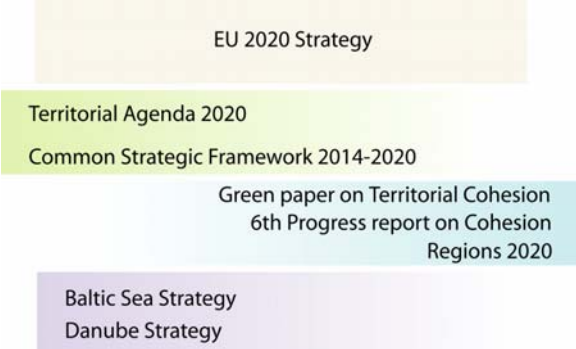 EU 2020 Strategy
Territorial Agenda 2020
Common Strategic Framework 2014-2020
Green paper on Territorial Cohesion
6th Progress report on Cohesion
Regions 2020
Baltic Sea Strategy
Danube Strategy